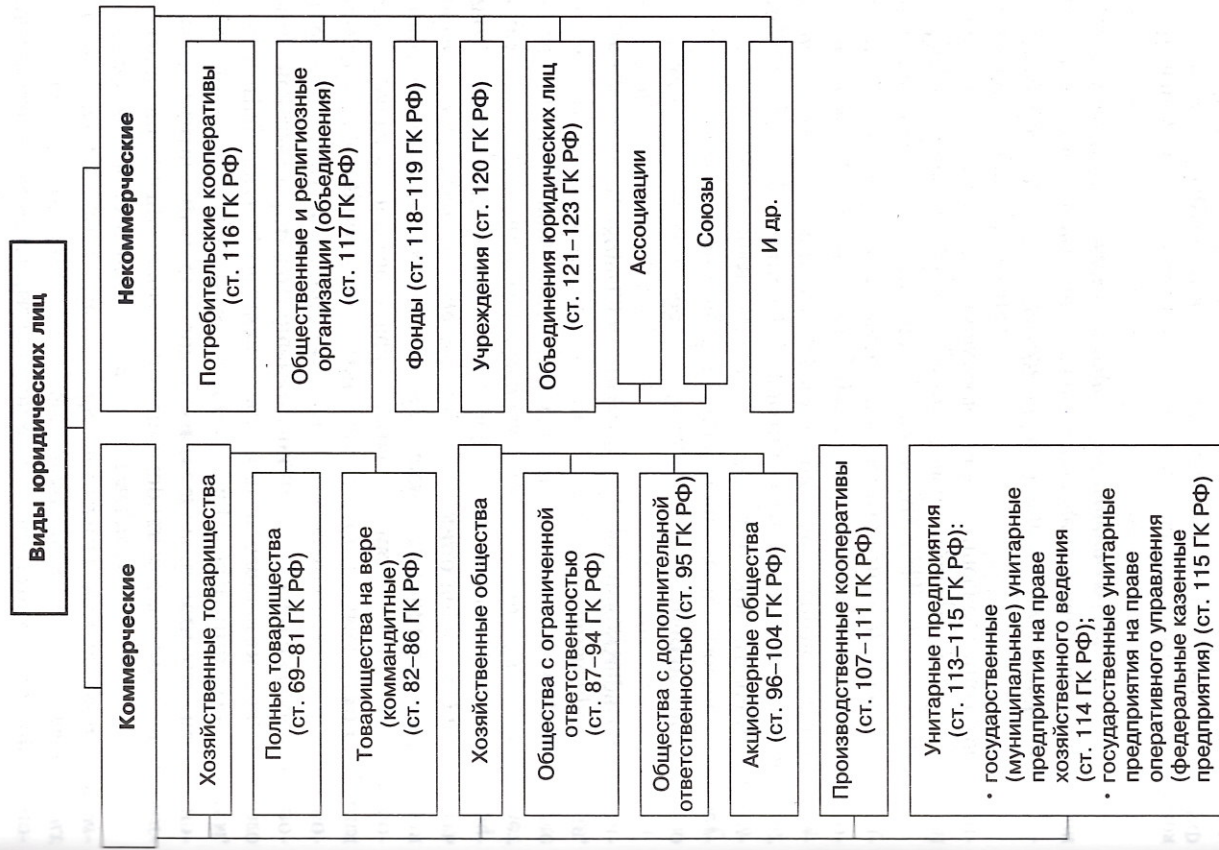 Виды юридических лиц
Коммерческие
Хозяйственные товарищества
Полные товарищества
(ст. 69–81 ГК РФ)
Товарищества на вере
(коммандитные)
(ст. 82–86 ГК РФ)
Хозяйственные общества
Общества с ограниченной
ответственностью
(ст. 87–94 ГК РФ)
Общества с дополнительной
ответственностью (ст. 95 ГК РФ)
Акционерные общества
(ст. 96–104 ГК РФ)
Производственные кооперативы
(ст. 107–111 ГК РФ)
Унитарные предприятия
(ст. 113–115 ГК РФ):
• государственные
(муниципальные) унитарные
предприятия на праве
хозяйственного ведения
(ст. 114 ГК РФ);
• государственные унитарные
предприятия на праве
оперативного управления
(федеральные казенные
предприятия) (ст. 115 ГК РФ)
Некоммерческие
Потребительские кооперативы
(ст. 116 ГК РФ)
Общественные и религиозные
организации (объединения)
(ст. 117 ГК РФ)
Фонды (ст. 118–119 ГК РФ)
Учреждения (ст. 120 ГК РФ)
Объединения юридических лиц
(ст. 121–123 ГК РФ)
Ассоциации
Союзы
И др.